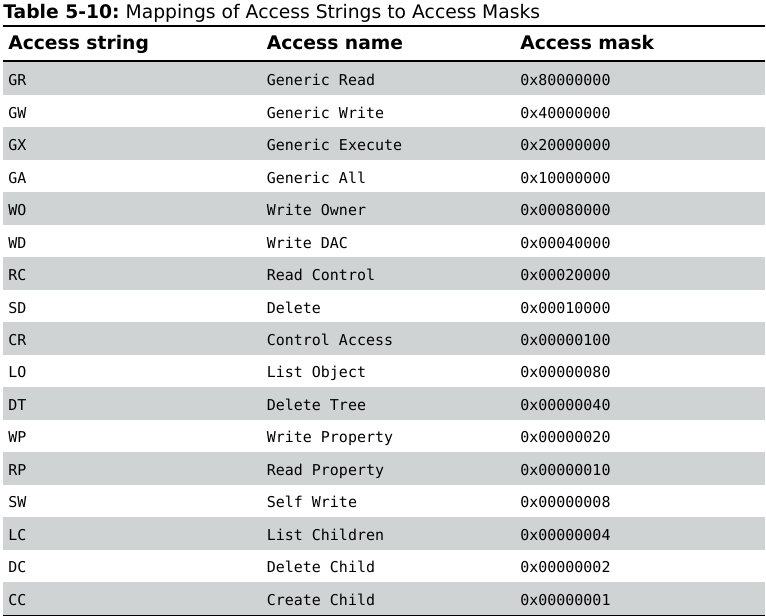 Table 5-10: Mappings of Access Strings to Access Masks
Access string Access name Access mask
GR Generic Read 0x80000000
GW Generic Write 0x40000000
GX Generic Execute 0x20000000
GA Generic All 0x10000000
WO Write Owner 0x00080000
WD Write DAC 0x00040000
RC Read Control 0x00020000
SD Delete 0x00010000
CR Control Access 0x00000100
LO List Object 0x00000080
DT Delete Tree 0x00000040
WP Write Property 0x00000020
RP Read Property 0x00000010
SW Self Write 0x00000008
LC List Children 0x00000004
DC Delete Child 0x00000002
CC Create Child 0x00000001